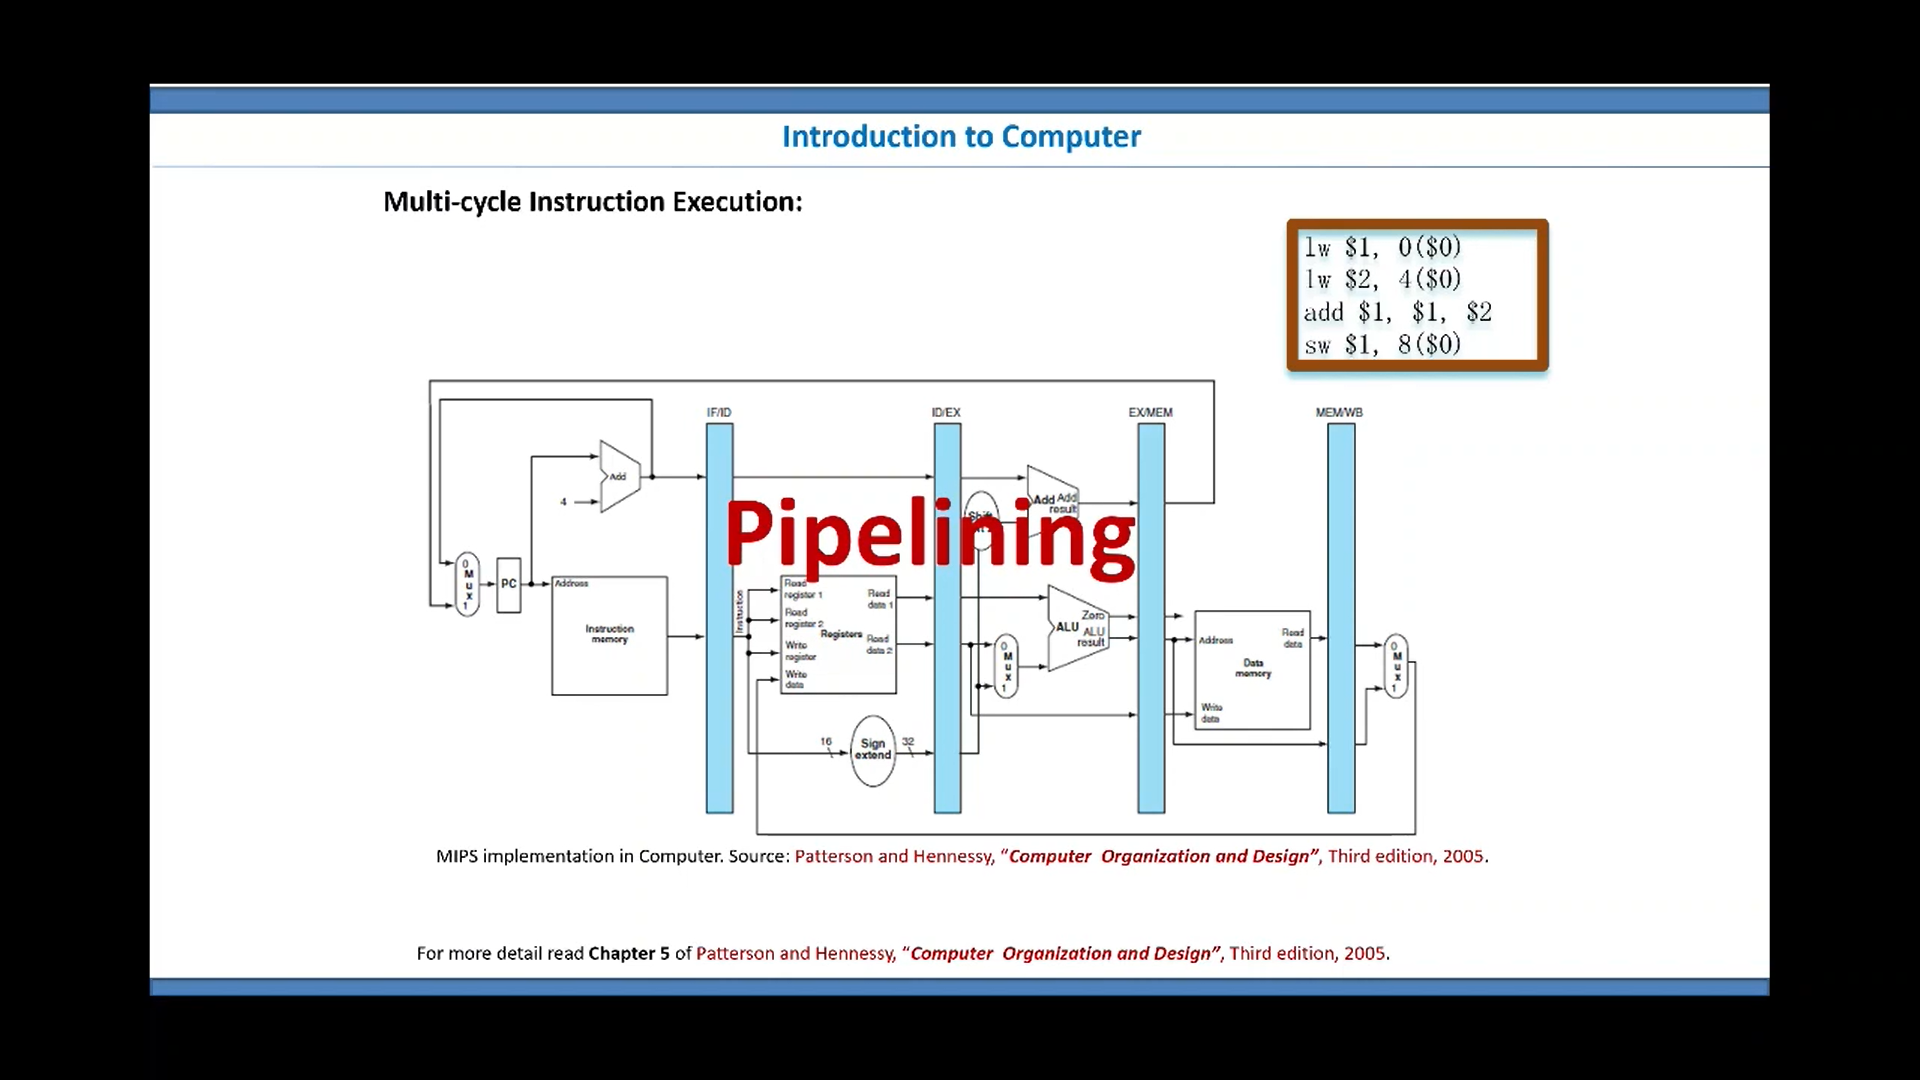 Introduction to Computer
Multi-cycle Instruction Execution:
lw $1, 0($0)
lw $2, 4($0)
add $1, $1, $2
sw $1, 8($0)
IF/ID
ID/EX
EX/MEM
MEM/WB
Add
4
Add Add
result
Pipelining
0
M
u
x
1
PC
Address
Instruction
memory
Instruction
Read
register 1
Read
register 2
Write
register
Write
data
Registers
Read
data 1
Read
data 2
16
Sign
extend
32
0
M
u
x
1
ALU
Zero
ALU
result
Address
Read
data
Data
memory
Write
data
0
M
u
x
1
MIPS implementation in Computer. Source: Patterson and Hennessy, “Computer Organization and Design”, Third edition, 2005.
For more detail read Chapter 5 of Patterson and Hennessy, “Computer Organization and Design”, Third edition, 2005.